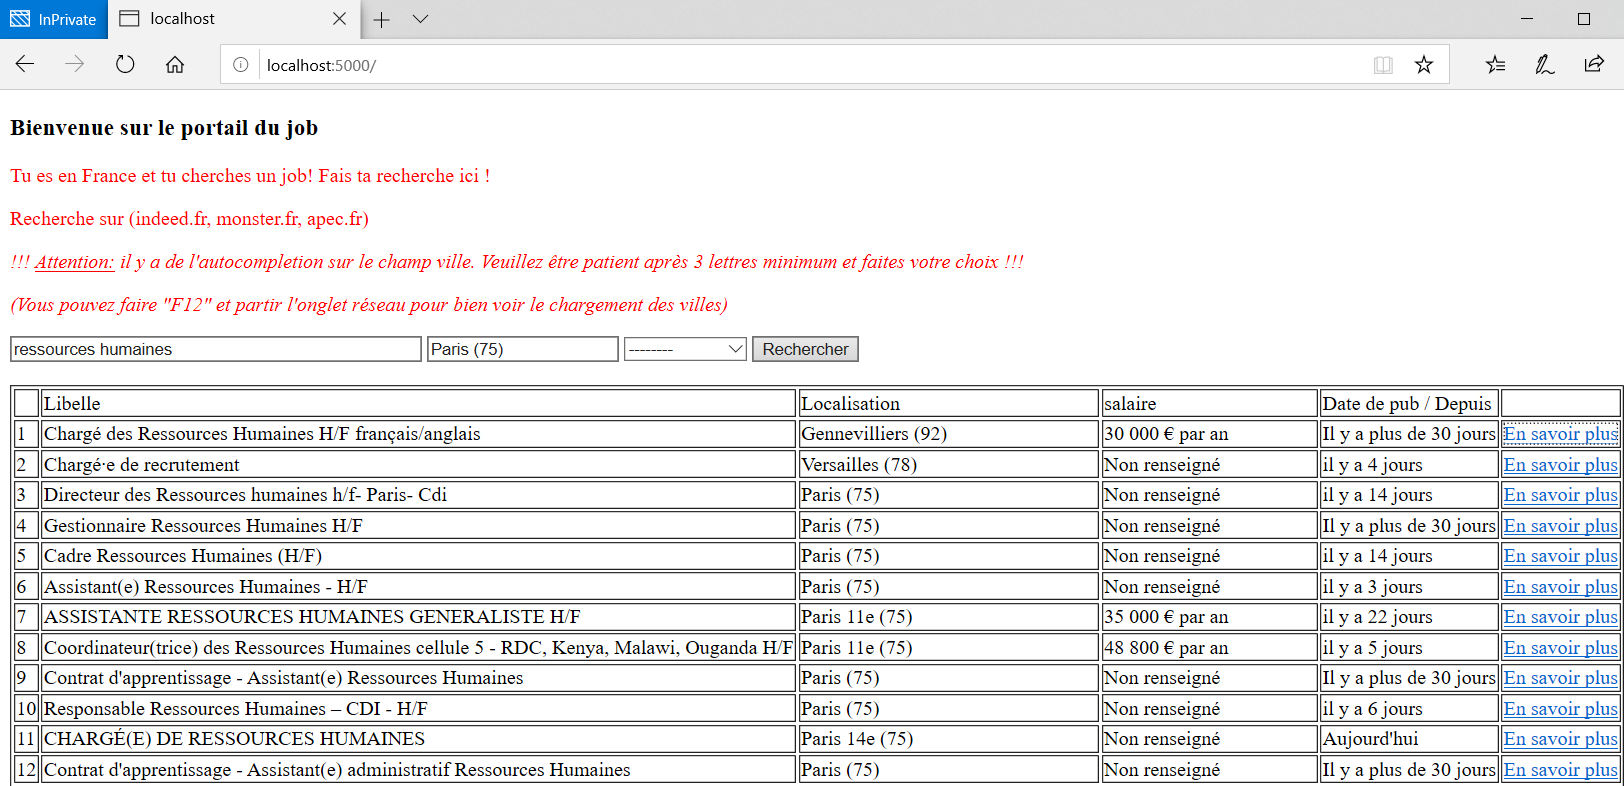 InPrivate localhost
localhost:5000/
Bienvenue sur le portail du job
Tu es en France et tu cherches un job! Fais ta recherche ici !
Recherche sur (indeed.fr, monster.fr, apec.fr)
!!! Attention: il y a de l'autocompletion sur le champ ville. Veuillez être patient après 3 lettres minimum et faites votre choix !!!
(Vous pouvez faire "F12" et partir l'onglet réseau pour bien voir le chargement des villes)
ressources humaines Paris (75) -------- Rechercher
Libelle Localisation salaire Date de pub / Depuis
1 Chargé des Ressources Humaines H/F français/anglais Gennevilliers (92) 30 000 € par an Il y a plus de 30 jours En savoir plus
2 Chargé·e de recrutement Versailles (78) Non renseigné il y a 4 jours En savoir plus
3 Directeur des Ressources humaines h/f- Paris- Cdi Paris (75) Non renseigné il y a 14 jours En savoir plus
4 Gestionnaire Ressources Humaines H/F Paris (75) Non renseigné Il y a plus de 30 jours En savoir plus
5 Cadre Ressources Humaines (H/F) Paris (75) Non renseigné il y a 14 jours En savoir plus
6 Assistant(e) Ressources Humaines - H/F Paris (75) Non renseigné il y a 3 jours En savoir plus
7 ASSISTANTE RESSOURCES HUMAINES GENERALISTE H/F Paris 11e (75) 35 000 € par an il y a 22 jours En savoir plus
8 Coordinateur(trice) des Ressources Humaines cellule 5 - RDC, Kenya, Malawi, Ouganda H/F Paris 11e (75) 48 800 € par an il y a 5 jours En savoir plus
9 Contrat d'apprentissage - Assistant(e) Ressources Humaines Paris (75) Non renseigné Il y a plus de 30 jours En savoir plus
10 Responsable Ressources Humaines – CDI - H/F Paris (75) Non renseigné il y a 6 jours En savoir plus
11 CHARGÉ(E) DE RESSOURCES HUMAINES Paris 14e (75) Non renseigné Aujourd'hui En savoir plus
12 Contrat d'apprentissage - Assistant(e) administratif Ressources Humaines Paris (75) Non renseigné Il y a plus de 30 jours En savoir plus